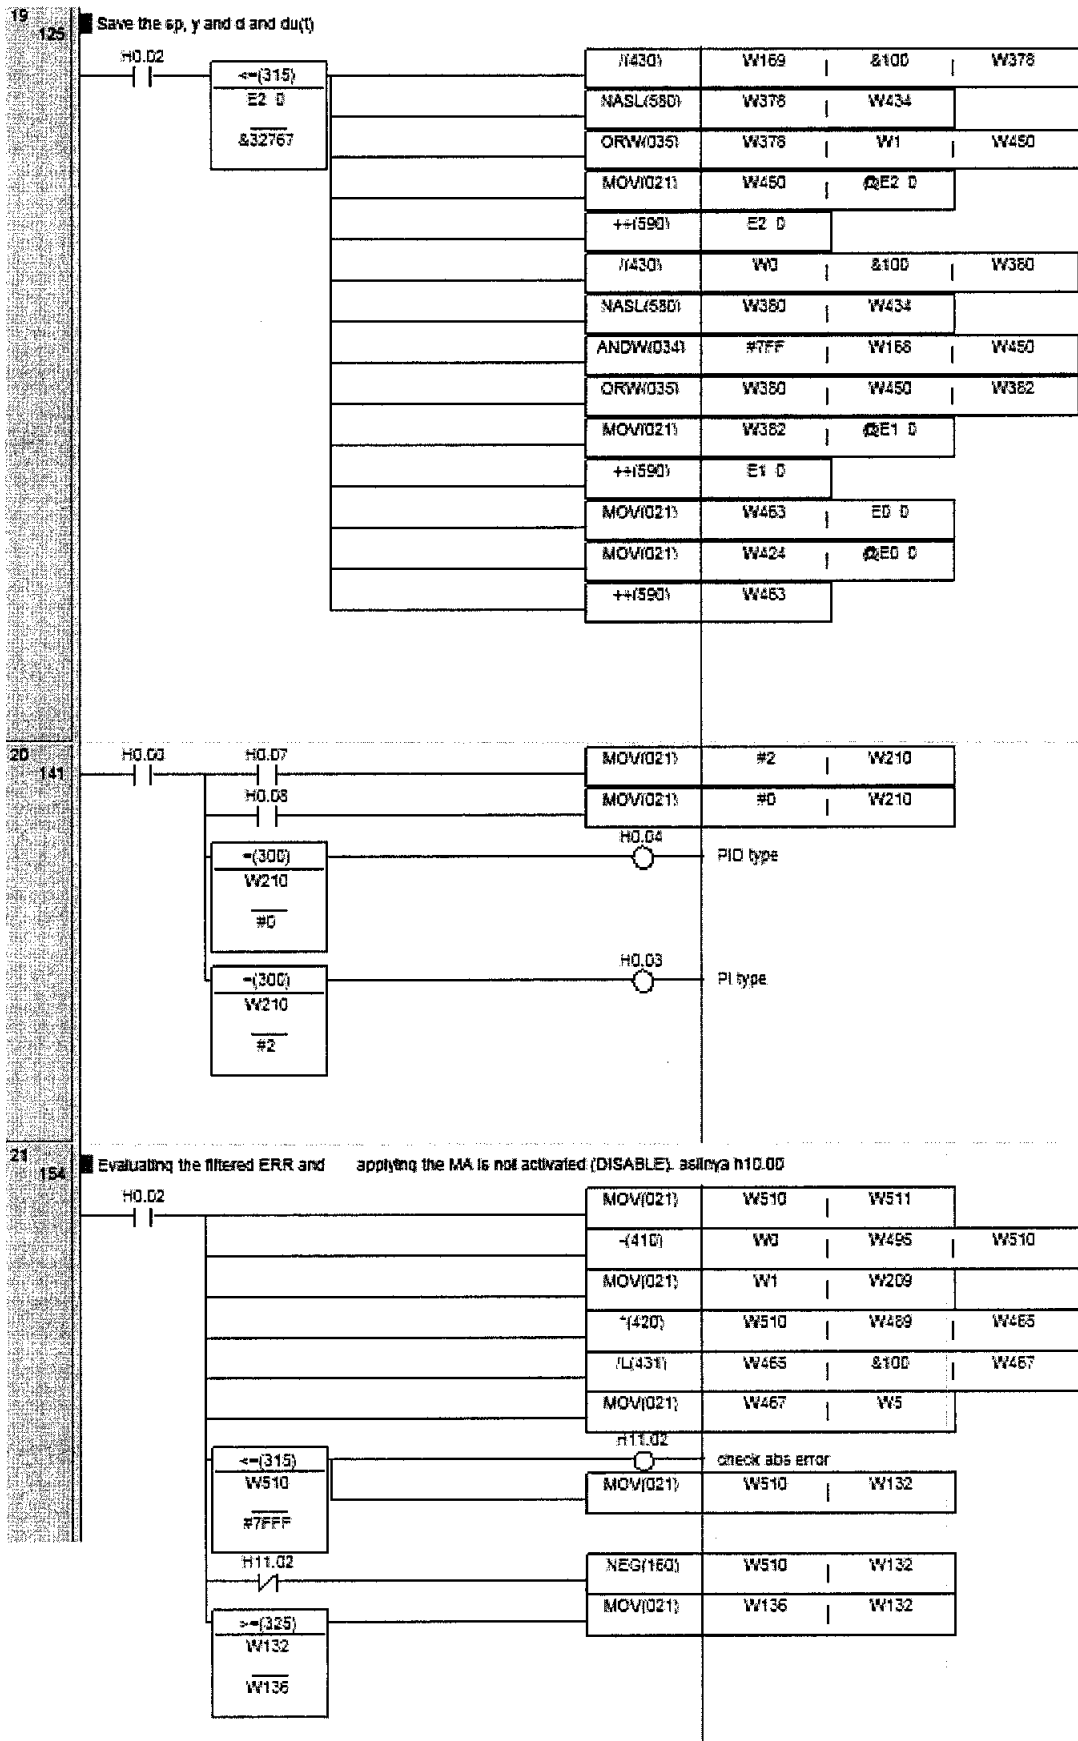 19
125
Save the sp, y and d and du(t)
H0.02
<=(315)
E2 0
&32767
/(430) W169 &100 W378
NASL(580) W378 W434
ORW(035) W378 W1 W450
MOV(021) W450 @E2 0
++(590) E2 0
/(430) W0 &100 W380
NASL(580) W380 W434
ANDW(034) #7FF W168 W450
ORW(035) W380 W450 W382
MOV(021) W382 @E1 0
++(590) E1 0
MOV(021) W463 E0 0
MOV(021) W424 @E0 0
++(590) W463
20
141
H0.00 H0.07
MOV(021) #2 W210
H0.08
MOV(021) #0 W210
=(300)
W210
#0
H0.04
PID type
=(300)
W210
#2
H0.03
PI type
21
154
Evaluating the filtered ERR and applying the MA is not activated (DISABLE). aslinya h10.00
H0.02
MOV(021) W510 W511
-(410) W0 W495 W510
MOV(021) W1 W209
*(420) W510 W489 W465
/L(431) W465 &100 W467
MOV(021) W467 W5
<=(315)
W510
#7FFF
H11.02
check abs error
MOV(021) W510 W132
H11.02
NEG(160) W510 W132
MOV(021) W136 W132
>=(325)
W132
W136